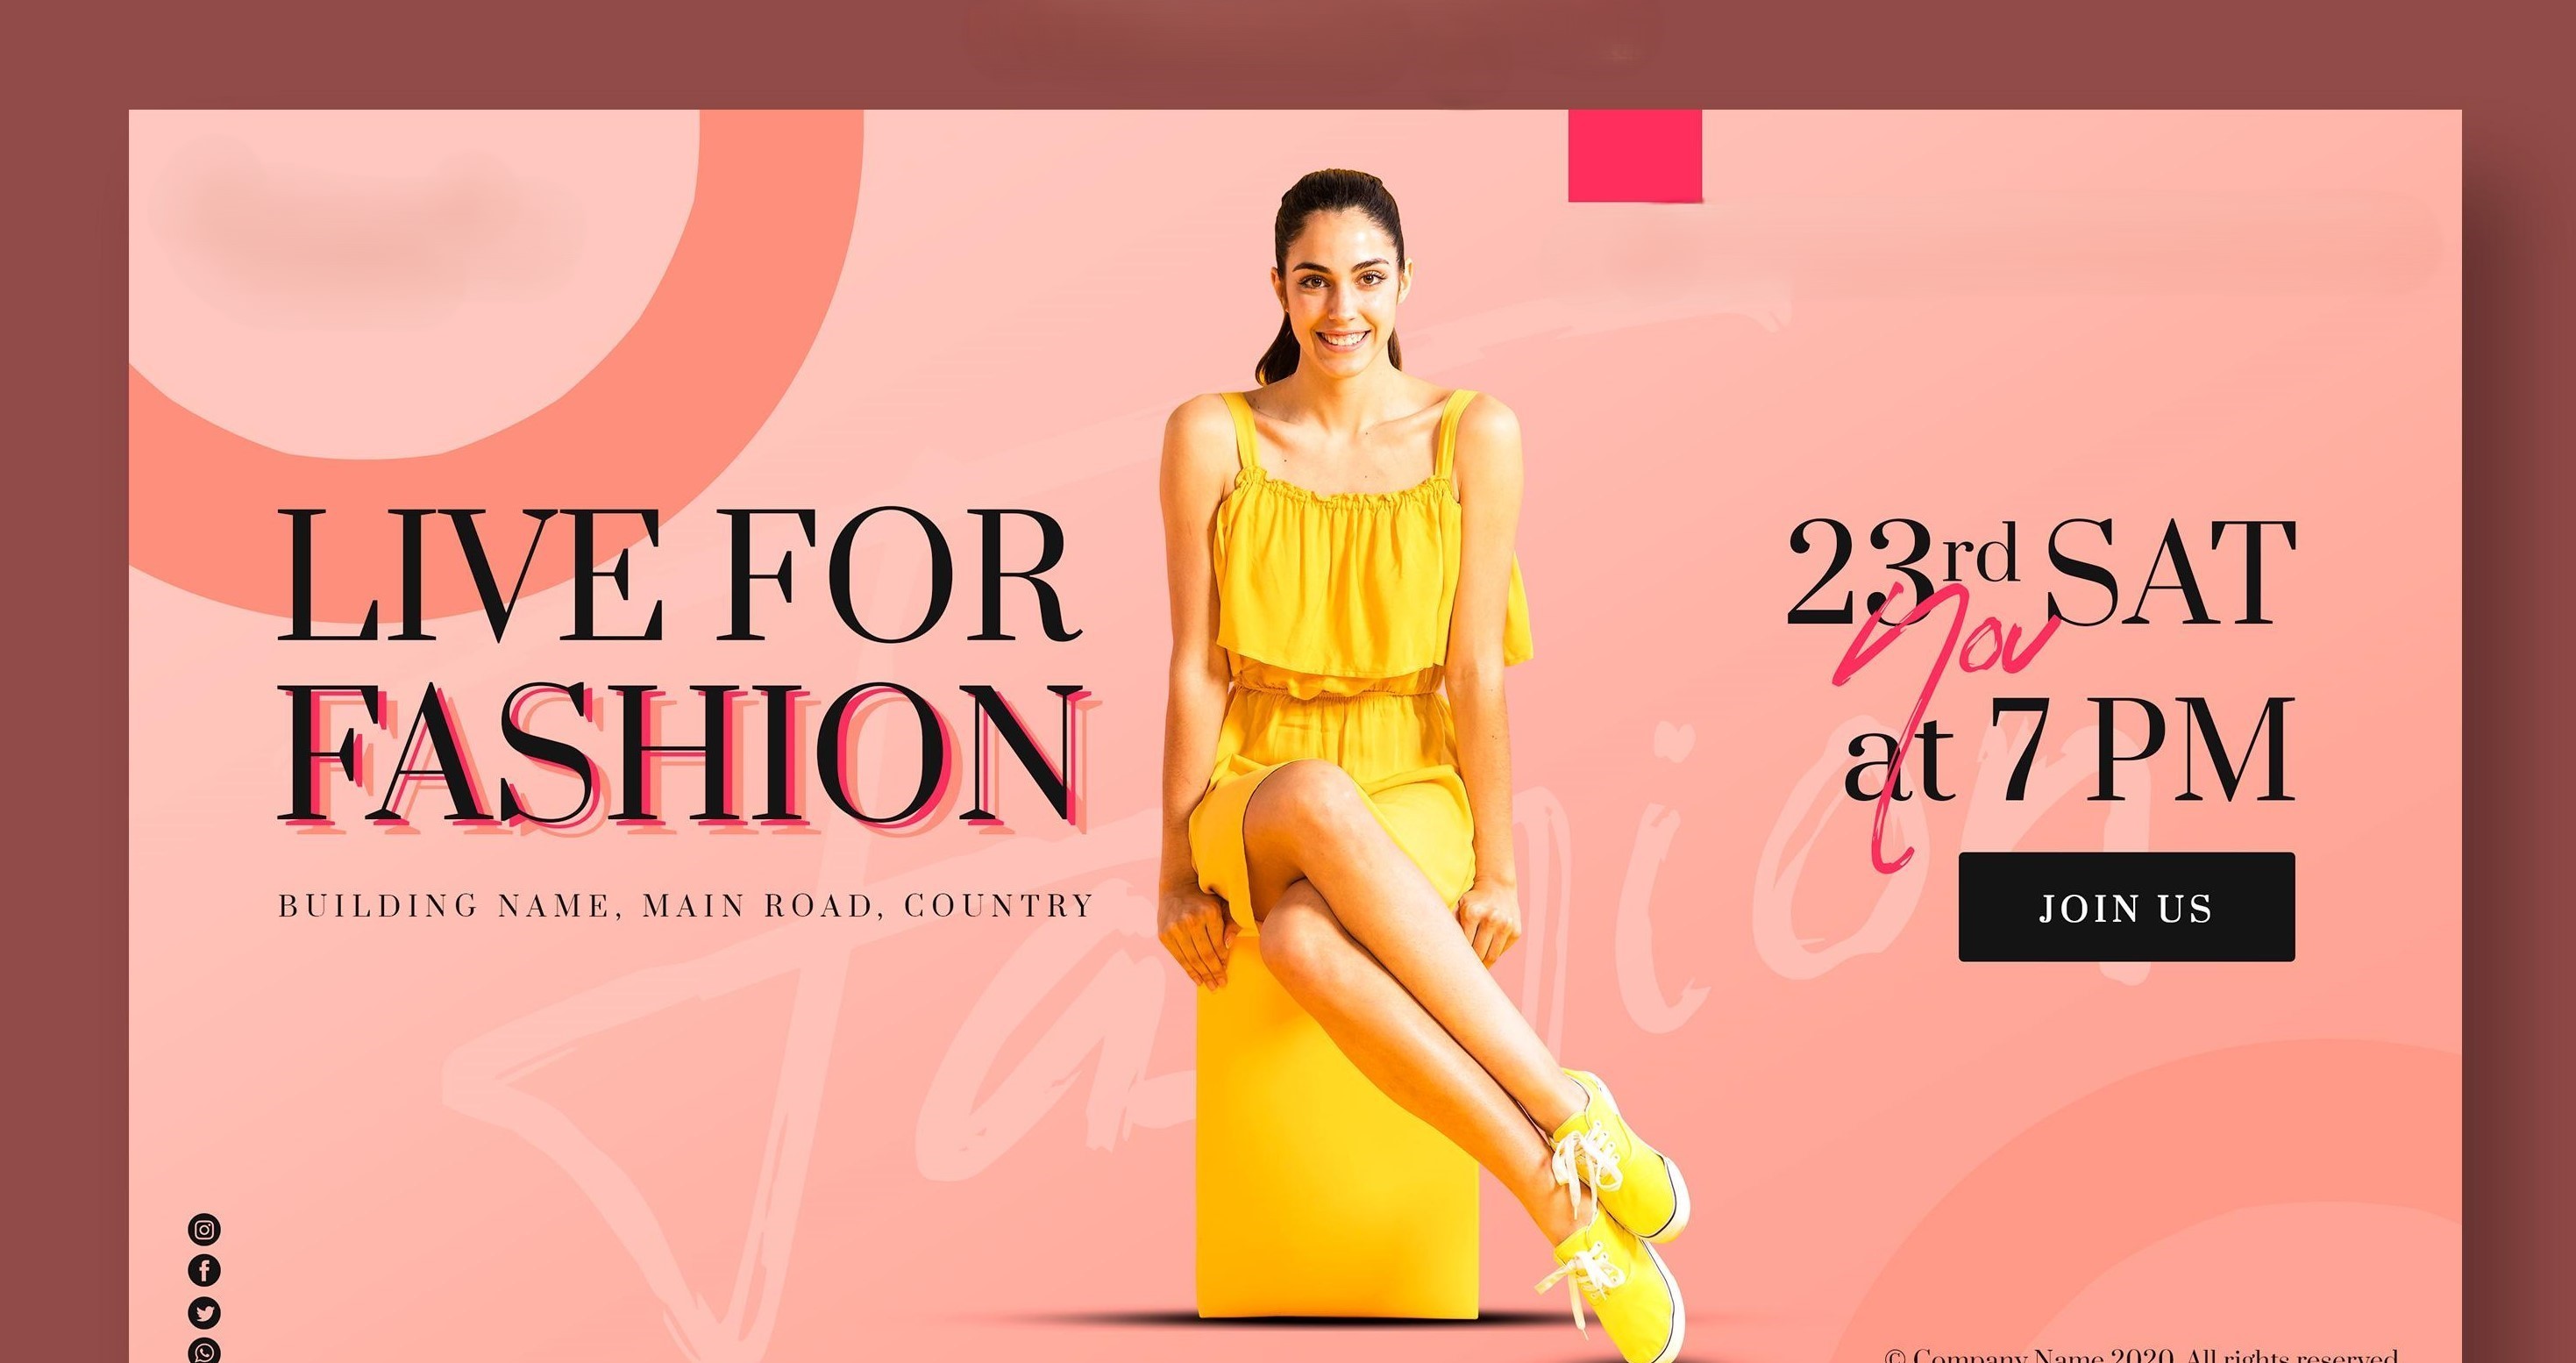 LIVE FOR
FASHION
BUILDING NAME, MAIN ROAD, COUNTRY
23rd SAT
Nov
at 7 PM
JOIN US
© Company Name 2020. All rights reserved